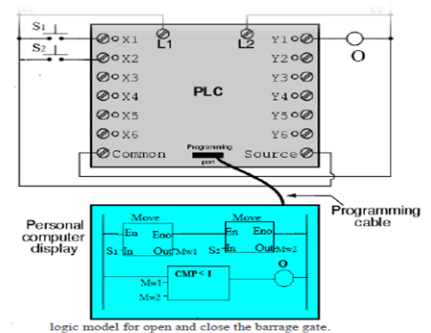 S1
X1
L1
L2
Y1
S2
X2
Y2
O
X3
Y3
X4
PLC
Y4
X5
Y5
X6
Y6
Common
Programming
port
Source
Programming
cable
Personal
computer
display
Move
Move
En Eno
En Eno
S1 In Out Mw1
S2 In Out Mw2
CMP<1
O
Mw1
Mw2
logic model for open and close the barrage gate.